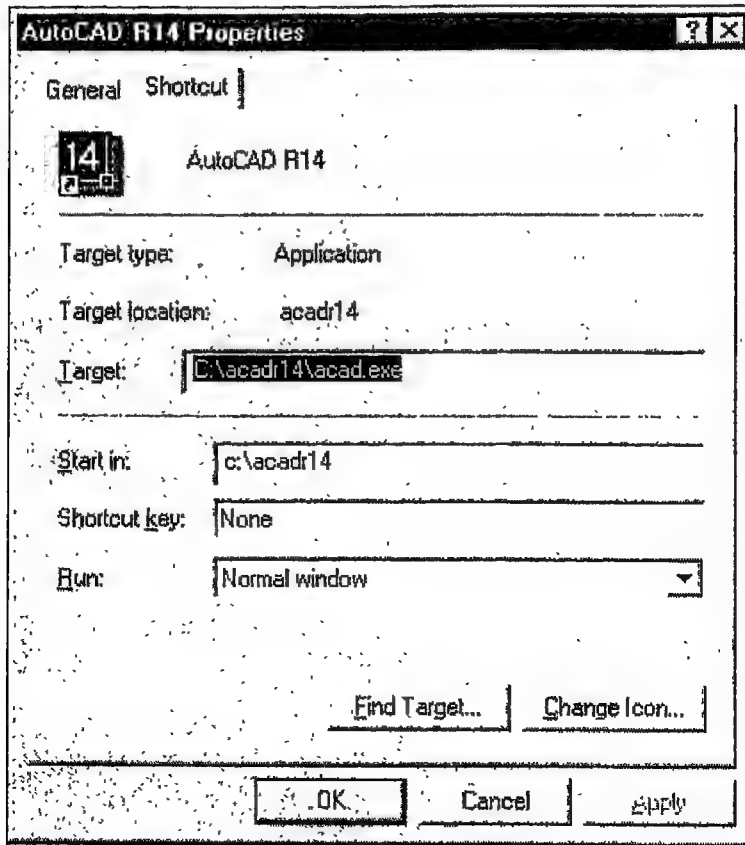 AutoCAD R14 Properties ? ×
General Shortcut
14 AutoCAD R14
Target type: Application
Target location: acadr14
Target: C:\acadr14\acad.exe
Start in: c:\acadr14
Shortcut key: None
Run: Normal window
Find Target... Change Icon...
OK Cancel Apply